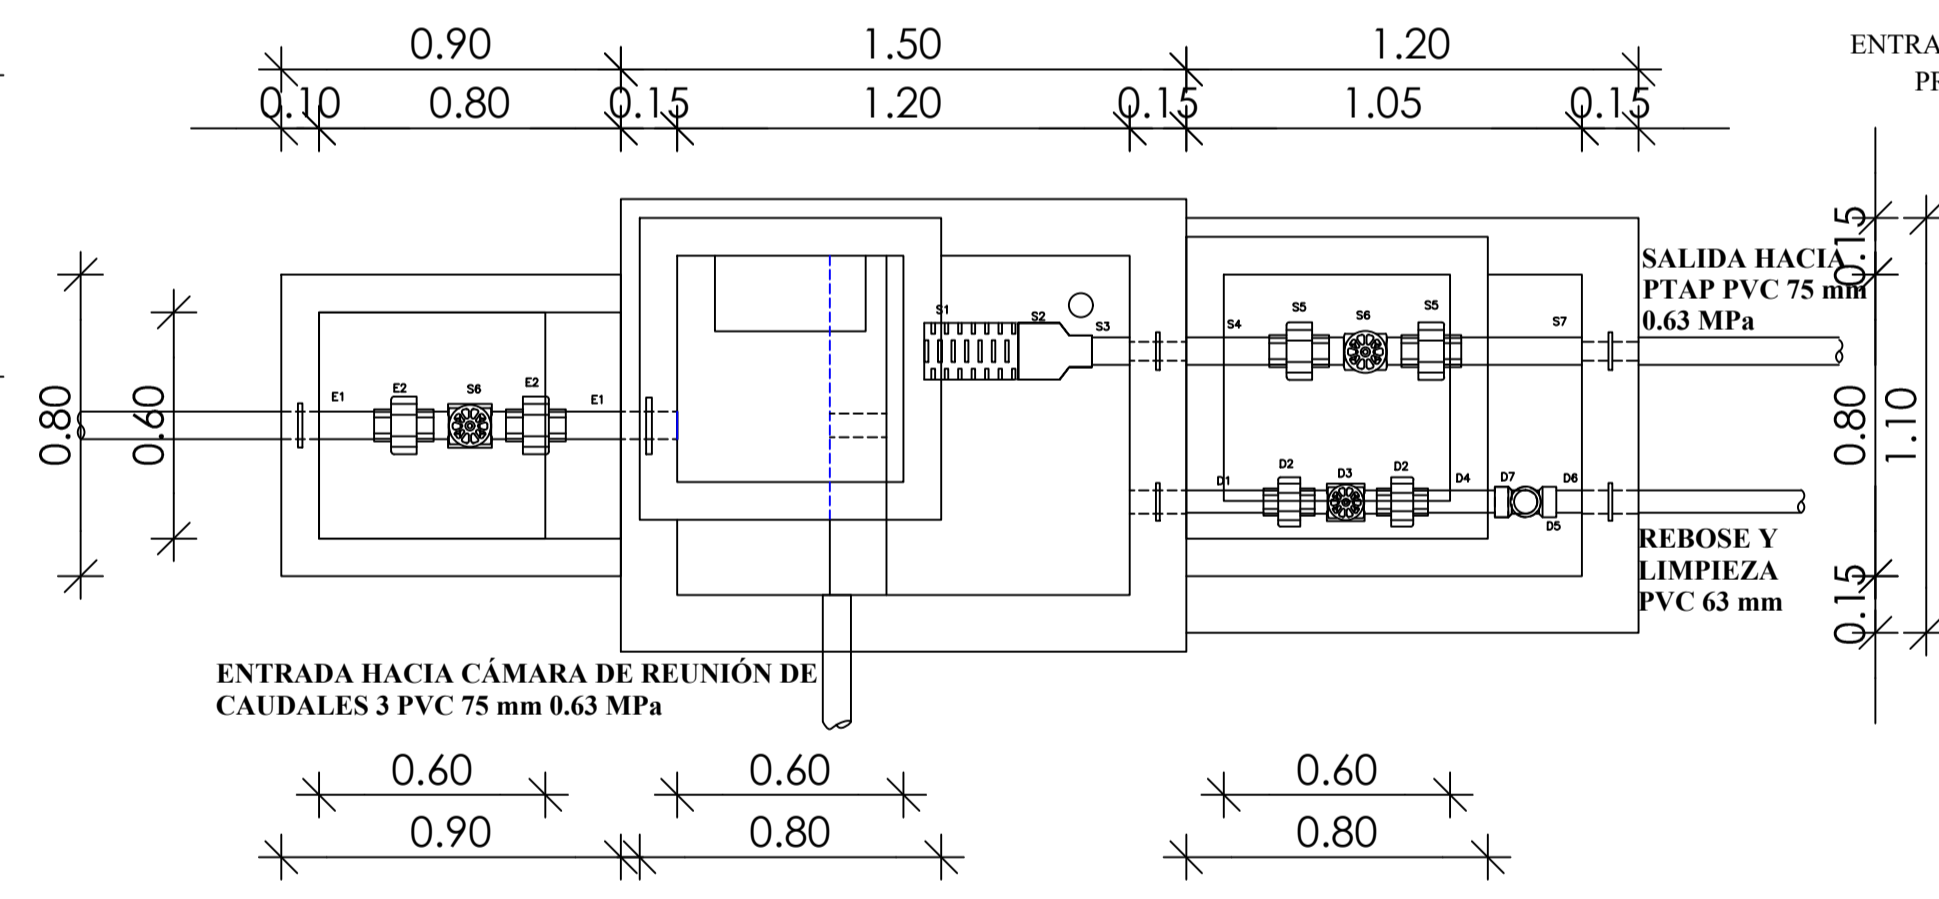 0.90
1.50
1.20
0.10
0.80
0.15
1.20
0.15
1.05
0.15
ENTRA
PR
0.80
0.60
E1
E2
S6
E2
E1
S1
S2
S3
S4
S5
S6
S5
S7
D1
D2
D3
D2
D4
D7
D6
D5
SALIDA HACIA
PTAP PVC 75 mm
0.63 MPa
REBOSE Y
LIMPIEZA
PVC 63 mm
0.15
0.80
0.15
1.10
ENTRADA HACIA CÁMARA DE REUNIÓN DE
CAUDALES 3 PVC 75 mm 0.63 MPa
0.60
0.60
0.60
0.90
0.80
0.80